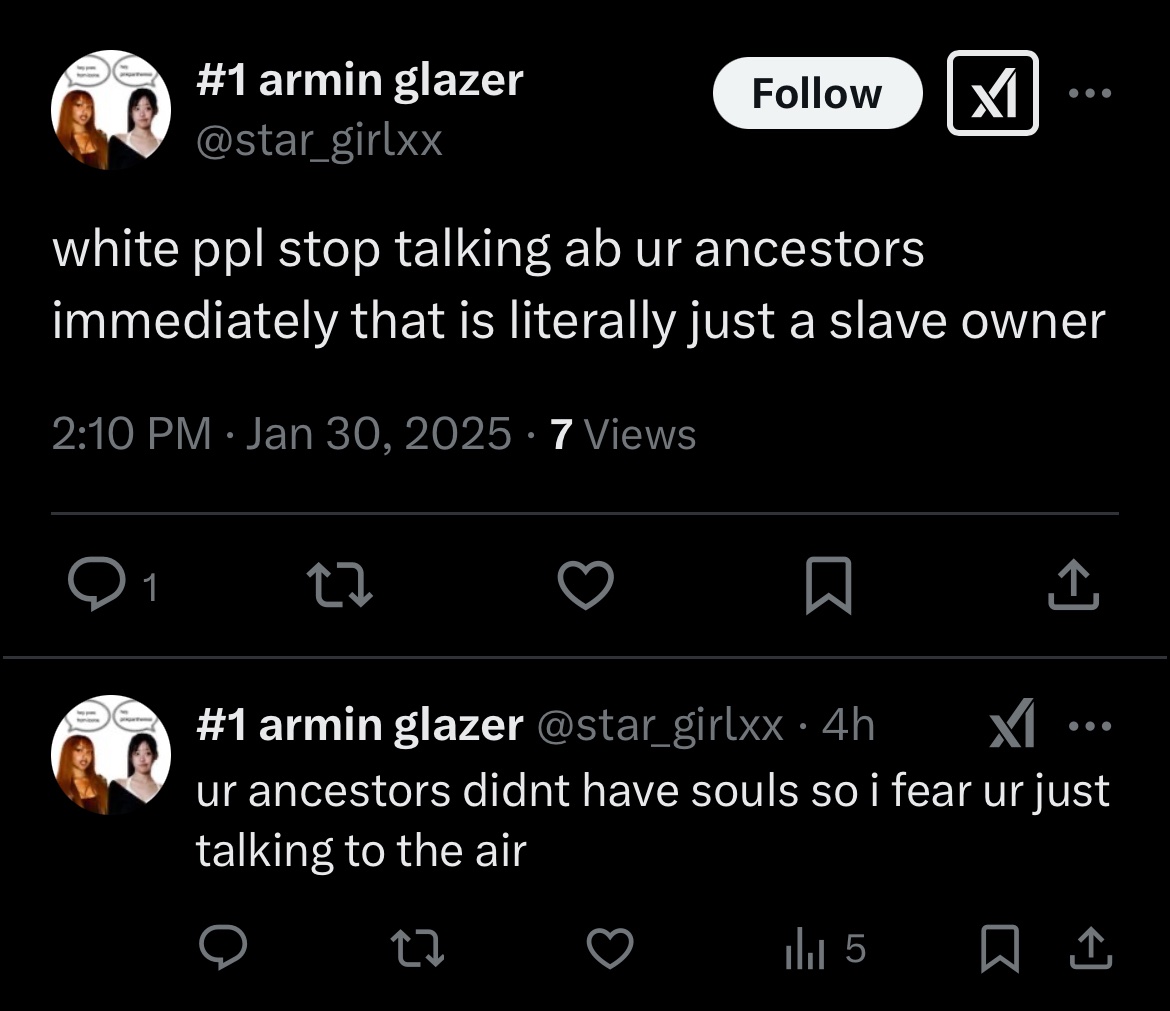 #1 armin glazer
Follow
@star_girlxx
white ppl stop talking ab ur ancestors
immediately that is literally just a slave owner
2:10 PM · Jan 30, 2025 · 7 Views
1
#1 armin glazer @star_girlxx · 4h
ur ancestors didnt have souls so i fear ur just
talking to the air
5